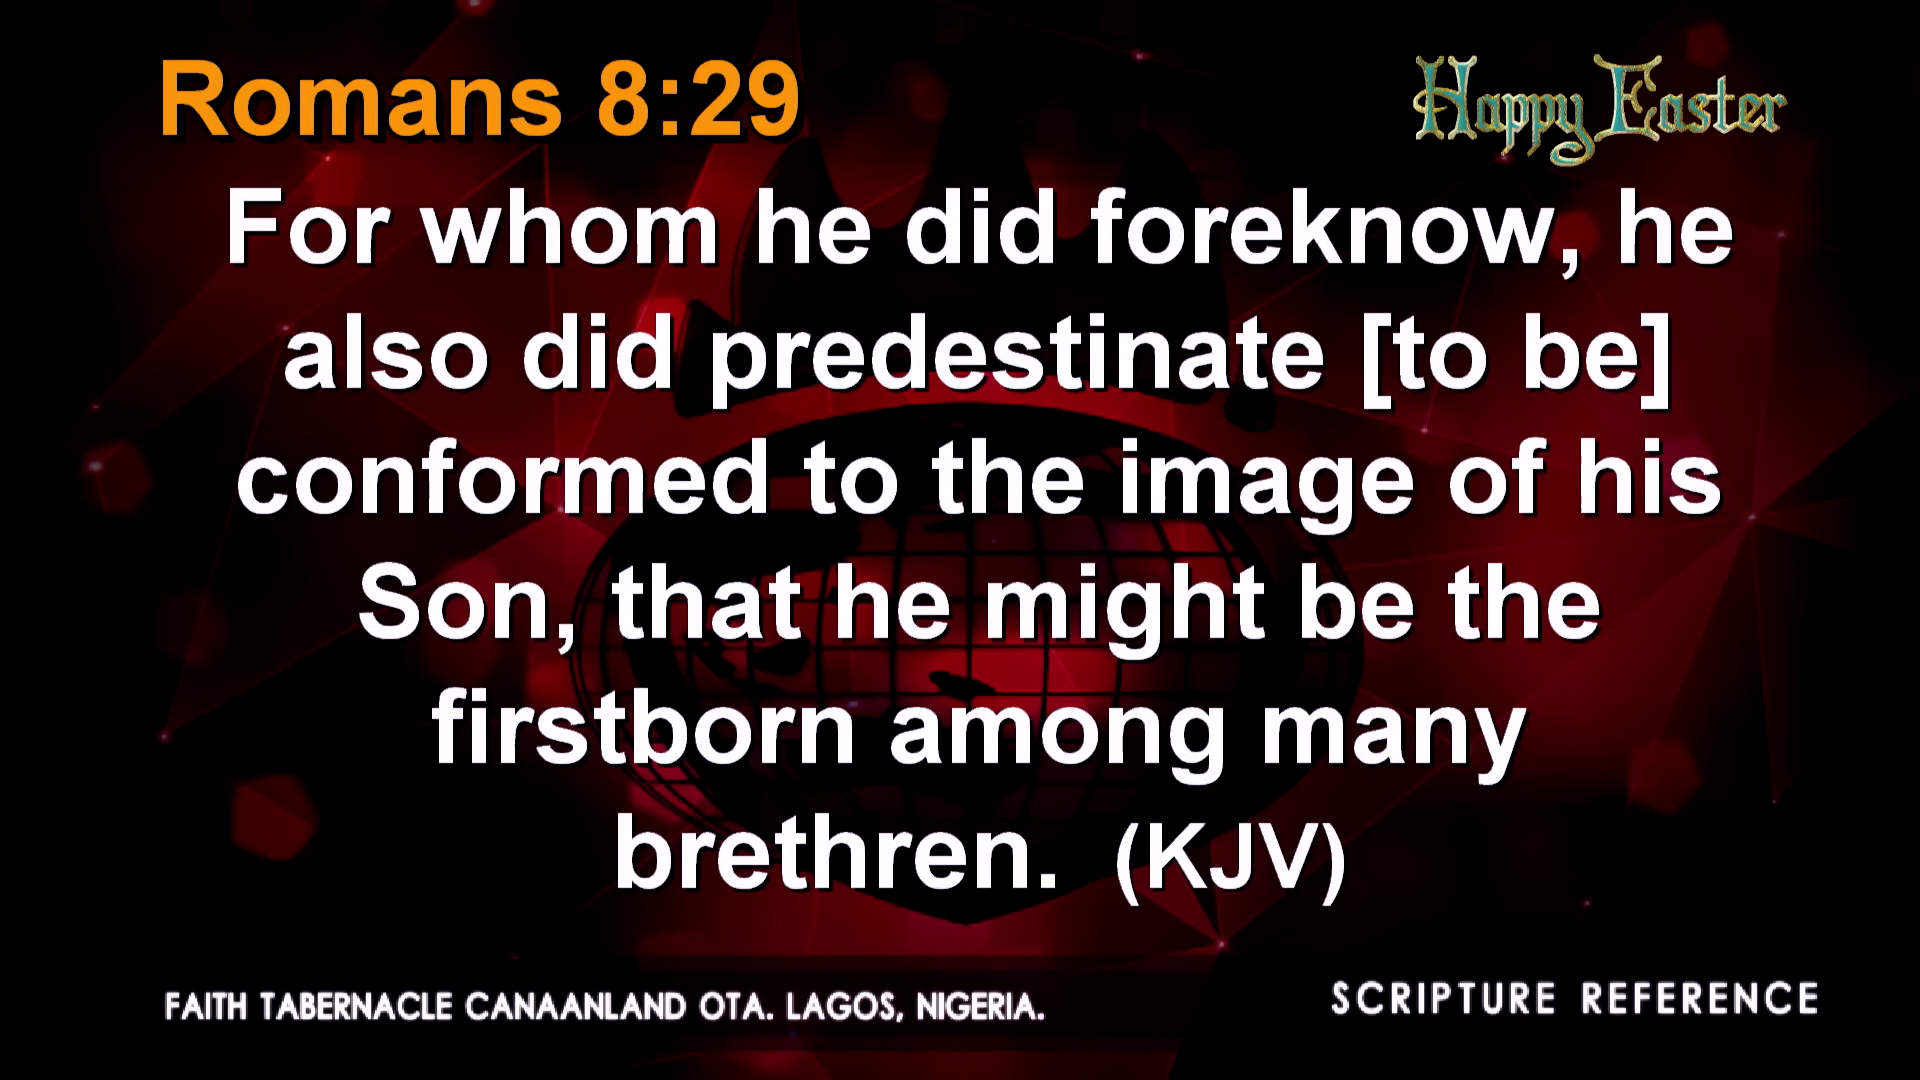 Romans 8:29
Happy Easter
For whom he did foreknow, he
also did predestinate [to be]
conformed to the image of his
Son, that he might be the
firstborn among many
brethren. (KJV)
FAITH TABERNACLE CANAANLAND OTA. LAGOS, NIGERIA.
SCRIPTURE REFERENCE